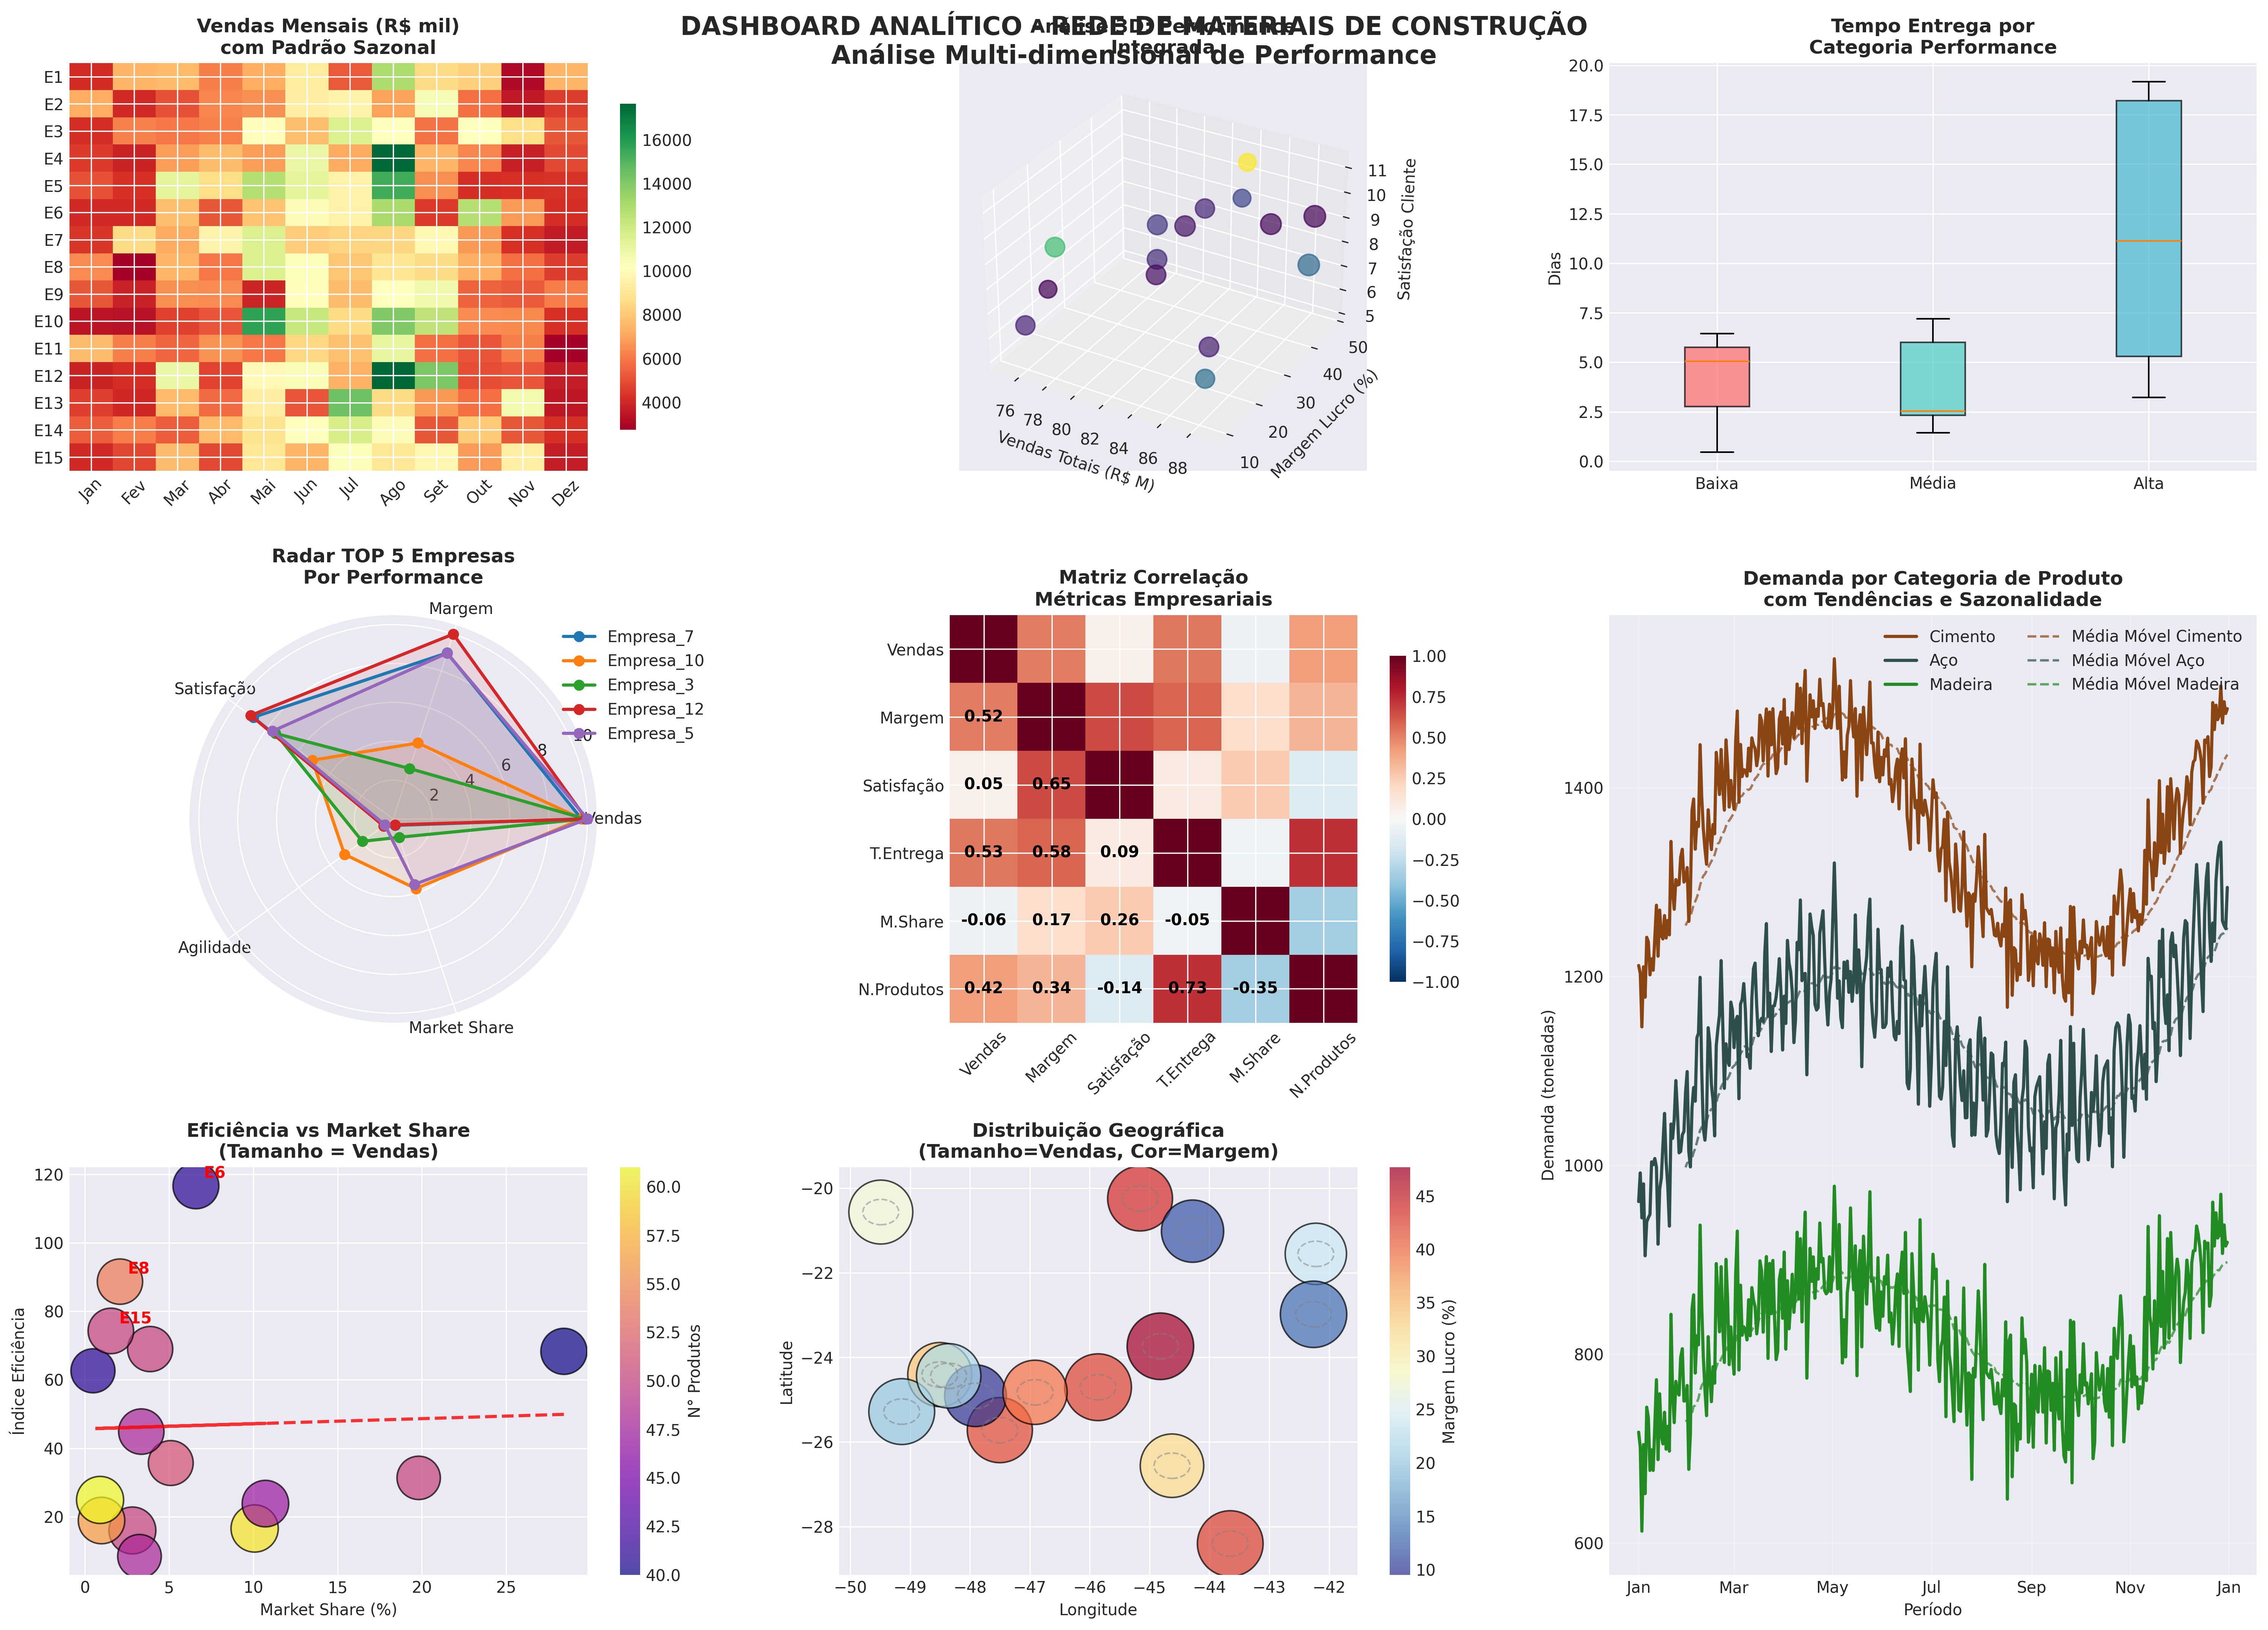 DASHBOARD ANALÍTICO - REDE DE MATERIAIS DE CONSTRUÇÃO
Análise Multi-dimensional de Performance
Vendas Mensais (R$ mil)
com Padrão Sazonal
E1
E2
E3
E4
E5
E6
E7
E8
E9
E10
E11
E12
E13
E14
E15
Jan Fev Mar Abr Mai Jun Jul Ago Set Out Nov Dez
16000
14000
12000
10000
8000
6000
4000
Análise 3D: Performance
Integrada
76 78 80 82 84 86 88
Vendas Totais (R$ M)
10 20 30 40 50
Margem Lucro (%)
5 6 7 8 9 10 11
Satisfação Cliente
Tempo Entrega por
Categoria Performance
20.0
17.5
15.0
12.5
10.0
7.5
5.0
2.5
0.0
Dias
Baixa Média Alta
Radar TOP 5 Empresas
Por Performance
Margem
Satisfação
Vendas
Agilidade
Market Share
2 4 6 8 10
Empresa_7
Empresa_10
Empresa_3
Empresa_12
Empresa_5
Matriz Correlação
Métricas Empresariais
Vendas
Margem 0.52
Satisfação 0.05 0.65
T.Entrega 0.53 0.58 0.09
M.Share -0.06 0.17 0.26 -0.05
N.Produtos 0.42 0.34 -0.14 0.73 -0.35
Vendas Margem Satisfação T.Entrega M.Share N.Produtos
1.00
0.75
0.50
0.25
0.00
−0.25
−0.50
−0.75
−1.00
Demanda por Categoria de Produto
com Tendências e Sazonalidade
Cimento
Aço
Madeira
Média Móvel Cimento
Média Móvel Aço
Média Móvel Madeira
1400
1200
1000
800
600
Demanda (toneladas)
Jan Mar May Jul Sep Nov Jan
Período
Eficiência vs Market Share
(Tamanho = Vendas)
120
100
80
60
40
20
Índice Eficiência
E6
E8
E15
0 5 10 15 20 25
Market Share (%)
60.0
57.5
55.0
52.5
50.0
47.5
45.0
42.5
40.0
N° Produtos
Distribuição Geográfica
(Tamanho=Vendas, Cor=Margem)
−20
−22
−24
−26
−28
Latitude
−50 −49 −48 −47 −46 −45 −44 −43 −42
Longitude
45
40
35
30
25
20
15
10
Margem Lucro (%)